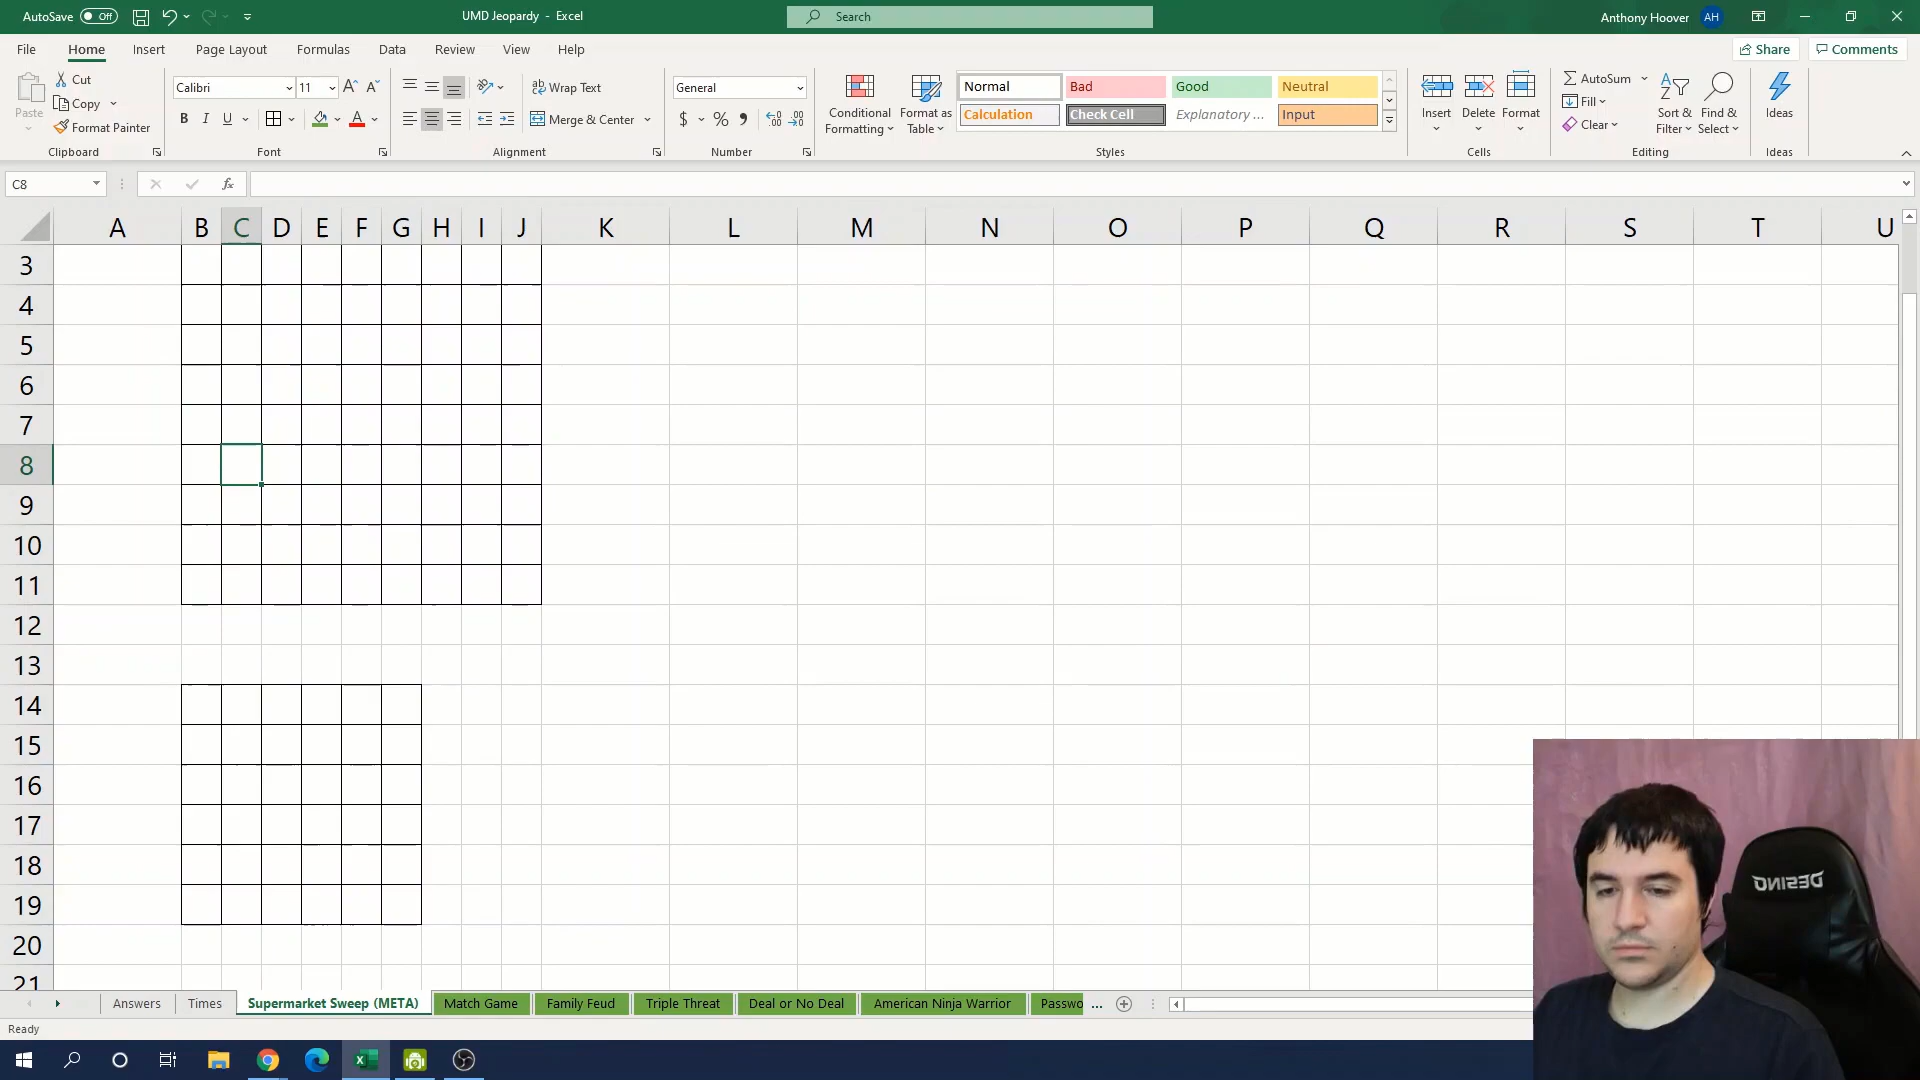 AutoSave Off UMD Jeopardy - Excel Search Anthony Hoover AH
File Home Insert Page Layout Formulas Data Review View Help Share Comments
Paste Cut Copy Format Painter
Clipboard
Calibri 11
B I U
Font
Wrap Text
Merge & Center
Alignment
General
$ % 9
Number
Conditional Formatting Format as Table
Normal Bad Good Neutral
Calculation Check Cell Explanatory ... Input
Styles
Insert Delete Format
Cells
AutoSum
Fill
Clear
Sort & Filter Find & Select
Editing
Ideas
Ideas
C8 fx
A B C D E F G H I J K L M N O P Q R S T U
3
4
5
6
7
8
9
10
11
12
13
14
15
16
17
18
19
20
21
DESINO
Answers Times Supermarket Sweep (META) Match Game Family Feud Triple Threat Deal or No Deal American Ninja Warrior Passwo ...
Ready